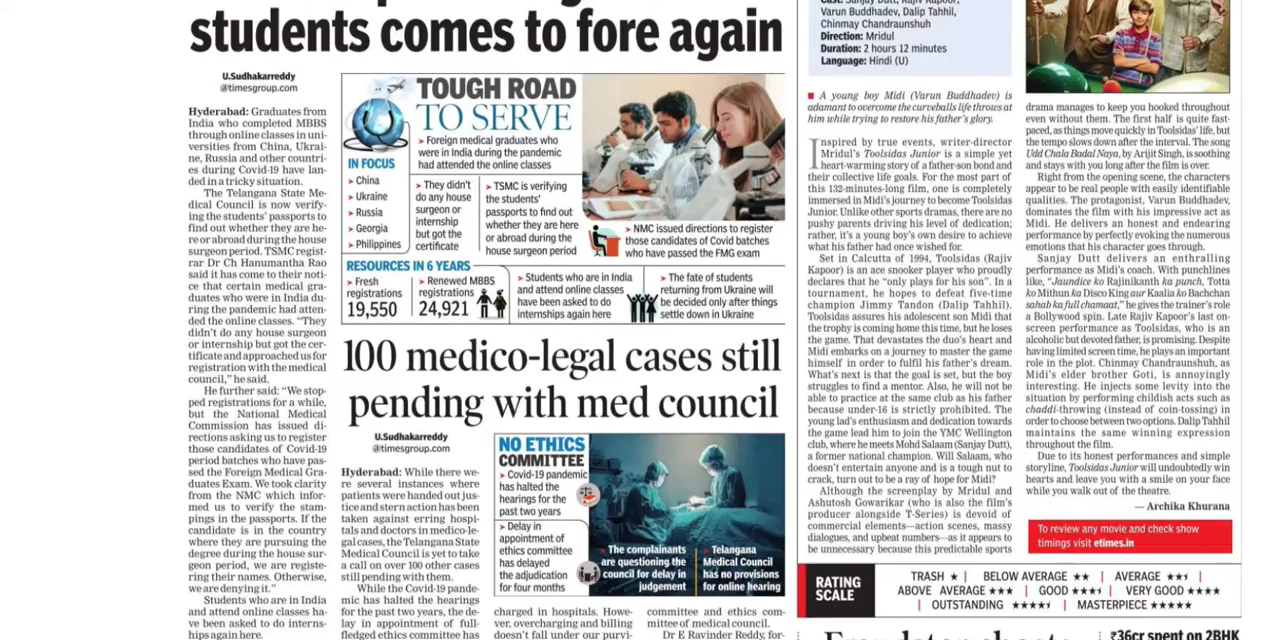 students comes to fore again
U.Sudhakarreddy
@timesgroup.com
Hyderabad: Graduates from
India who completed MBBS
through online classes in uni-
versities from China, Ukrai-
ne, Russia and other countri-
es during Covid-19 have lan-
ded in a tricky situation.
The Telangana State Me-
dical Council is now verify-
ing the students' passports to
find out whether they are he-
re or abroad during the house
surgeon period. TSMC regist-
rar Dr Ch Hanumantha Rao
said it has come to their noti-
ce that certain medical gra-
duates who were in India du-
ring the pandemic had atten-
ded the online classes. “They
didn't do any house surgeon
or internship but got the cer-
tificate and approached us for
registration with the medical
council,” he said.
He further said: “We stop-
ped registrations for a while,
but the National Medical
Commission has issued di-
rections asking us to register
those candidates of Covid-19
period batches who have pas-
sed the Foreign Medical Gra-
duates Exam. We took clarity
from the NMC which infor-
med us to verify the stam-
pings in the passports. If the
candidate is in the country
where they are pursuing the
degree during the house sur-
geon period, we are registe-
ring their names. Otherwise,
we are denying it.”
Students who are in India
and attend online classes ha-
ve been asked to do interns-
hips again here.
TOUGH ROAD
TO SERVE
➤ Foreign medical graduates who
were in India during the pandemic
had attended the online classes
IN FOCUS
➤ China
➤ Ukraine
➤ Russia
➤ Georgia
➤ Philippines
➤ They didn't
do any house
surgeon or
internship
but got the
certificate
➤ TSMC is verifying
the students'
passports to find out
whether they are here
or abroad during the
house surgeon period
➤ NMC issued directions to register
those candidates of Covid batches
who have passed the FMG exam
RESOURCES IN 6 YEARS
➤ Fresh
registrations
19,550
➤ Renewed MBBS
registrations
24,921
➤ Students who are in India
and attend online classes
have been asked to do
internships again here
➤ The fate of students
returning from Ukraine will
be decided only after things
settle down in Ukraine
100 medico-legal cases still
pending with med council
U.Sudhakarreddy
@timesgroup.com
Hyderabad: While there we-
re several instances where
patients were handed out jus-
tice and stern action has been
taken against erring hospi-
tals and doctors in medico-le-
gal cases, the Telangana State
Medical Council is yet to take
a call on over 100 other cases
still pending with them.
While the Covid-19 pande-
mic has halted the hearings
for the past two years, the de-
lay in appointment of full-
fledged ethics committee has
NO ETHICS
COMMITTEE
➤ Covid-19 pandemic
has halted the
hearings for the
past two years
➤ Delay in
appointment of
ethics committee
has delayed
the adjudication
for four months
➤ The complainants
are questioning the
council for delay in
judgement
➤ Telangana
Medical Council
has no provisions
for online hearing
charged in hospitals. Howe-
ver, overcharging and billing
doesn't fall under our purvi-
committee and ethics com-
mittee of medical council.
Dr E Ravinder Reddy, for-
Varun Buddhadev, Dalip Tahhil,
Chinmay Chandraunshuh
Direction: Mridul
Duration: 2 hours 12 minutes
Language: Hindi (U)
■ A young boy Midi (Varun Buddhadev) is
adamant to overcome the curveballs life throws at
him while trying to restore his father's glory.
Inspired by true events, writer-director
Mridul's Toolsidas Junior is a simple yet
heart-warming story of a father-son bond and
their collective life goals. For the most part of
this 132-minutes-long film, one is completely
immersed in Midi's journey to become Toolsidas
Junior. Unlike other sports dramas, there are no
pushy parents driving his level of dedication;
rather, it's a young boy's own desire to achieve
what his father had once wished for.
Set in Calcutta of 1994, Toolsidas (Rajiv
Kapoor) is an ace snooker player who proudly
declares that he “only plays for his son”. In a
tournament, he hopes to defeat five-time
champion Jimmy Tandon (Dalip Tahhil).
Toolsidas assures his adolescent son Midi that
the trophy is coming home this time, but he loses
the game. That devastates the duo's heart and
Midi embarks on a journey to master the game
himself in order to fulfil his father's dream.
What's next is that the goal is set, but the boy
struggles to find a mentor. Also, he will not be
able to practice at the same club as his father
because under-16 is strictly prohibited. The
young lad's enthusiasm and dedication towards
the game lead him to join the YMC Wellington
club, where he meets Mohd Salaam (Sanjay Dutt),
a former national champion. Will Salaam, who
doesn't entertain anyone and is a tough nut to
crack, turn out to be a ray of hope for Midi?
Although the screenplay by Mridul and
Ashutosh Gowarikar (who is also the film's
producer alongside T-Series) is devoid of
commercial elements—action scenes, massy
dialogues, and upbeat numbers—as it appears to
be unnecessary because this predictable sports
drama manages to keep you hooked throughout
even without them. The first half is quite fast-
paced, as things move quickly in Toolsidas' life, but
the tempo slows down after the interval. The song
Udd Chala Badal Naya, by Arijit Singh, is soothing
and stays with you long after the film is over.
Right from the opening scene, the characters
appear to be real people with easily identifiable
qualities. The protagonist, Varun Buddhadev,
dominates the film with his impressive act as
Midi. He delivers an honest and endearing
performance by perfectly evoking the numerous
emotions that his character goes through.
Sanjay Dutt delivers an enthralling
performance as Midi's coach. With punchlines
like, “Jaundice ko Rajinikanth ka punch, Totta
ko Mithun ka Disco King aur Kaalia ko Bachchan
sahab ka full chamaat,” he gives the trainer's role
a Bollywood spin. Late Rajiv Kapoor's last on-
screen performance as Toolsidas, who is an
alcoholic but devoted father, is promising. Despite
having limited screen time, he plays an important
role in the plot. Chinmay Chandraunshuh, as
Midi's elder brother Goti, is annoyingly
interesting. He injects some levity into the
situation by performing childish acts such as
chaddi-throwing (instead of coin-tossing) in
order to choose between two options. Dalip Tahhil
maintains the same winning expression
throughout the film.
Due to its honest performances and simple
storyline, Toolsidas Junior will undoubtedly win
hearts and leave you with a smile on your face
while you walk out of the theatre.
— Archika Khurana
To review any movie and check show
timings visit etimes.in
RATING
SCALE
TRASH ★ | BELOW AVERAGE ★★ | AVERAGE ★★⯨ |
ABOVE AVERAGE ★★★ | GOOD ★★★⯨ | VERY GOOD ★★★★
| OUTSTANDING ★★★★⯨ | MASTERPIECE ★★★★★
₹36cr spent on 2BHK